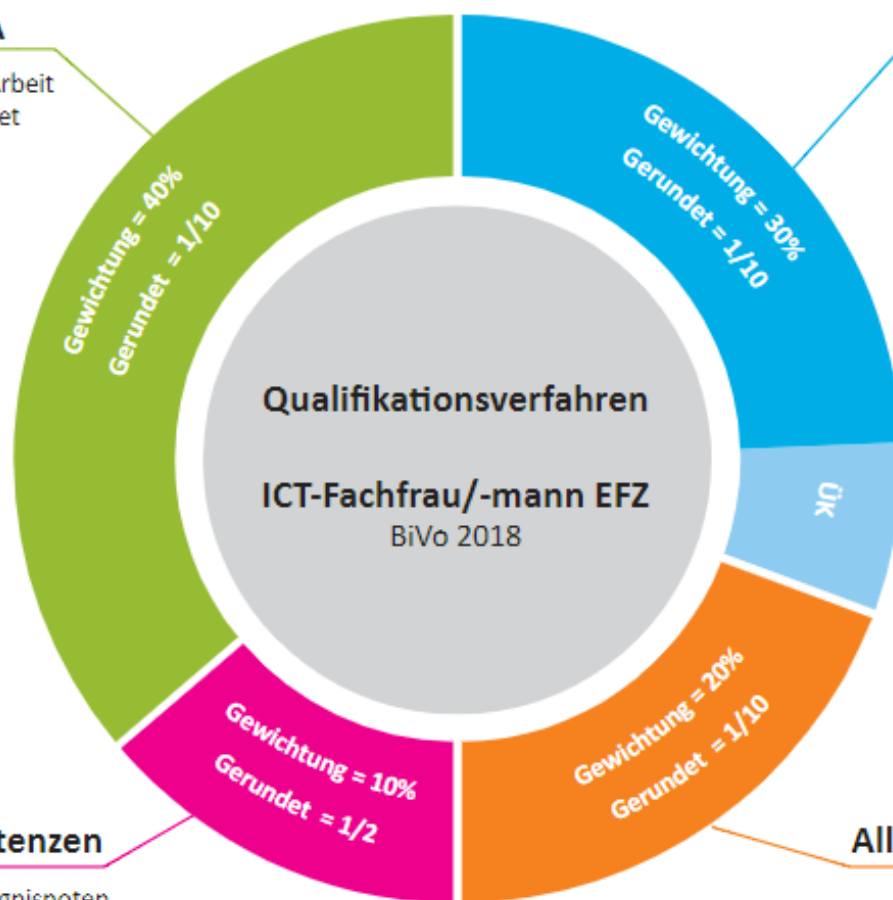 A
Arbeit
et
Gewichtung = 40%
Gerundet = 1/10
Gewichtung = 30%
Gerundet = 1/10
Qualifikationsverfahren
ICT-Fachfrau/-mann EFZ
BiVo 2018
ÜK
Gewichtung = 20%
Gerundet = 1/10
Gewichtung = 10%
Gerundet = 1/2
tenzen
All
gnisnoten